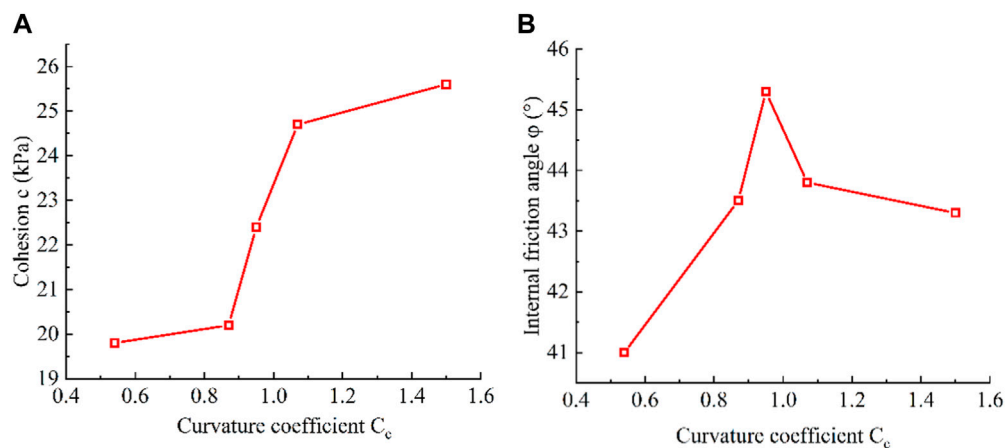 A
Cohesion c (kPa)
26
25
24
23
22
21
20
19
0.4 0.6 0.8 1.0 1.2 1.4 1.6
Curvature coefficient Cc
B
Internal friction angle φ (°)
46
45
44
43
42
41
0.4 0.6 0.8 1.0 1.2 1.4 1.6
Curvature coefficient Cc